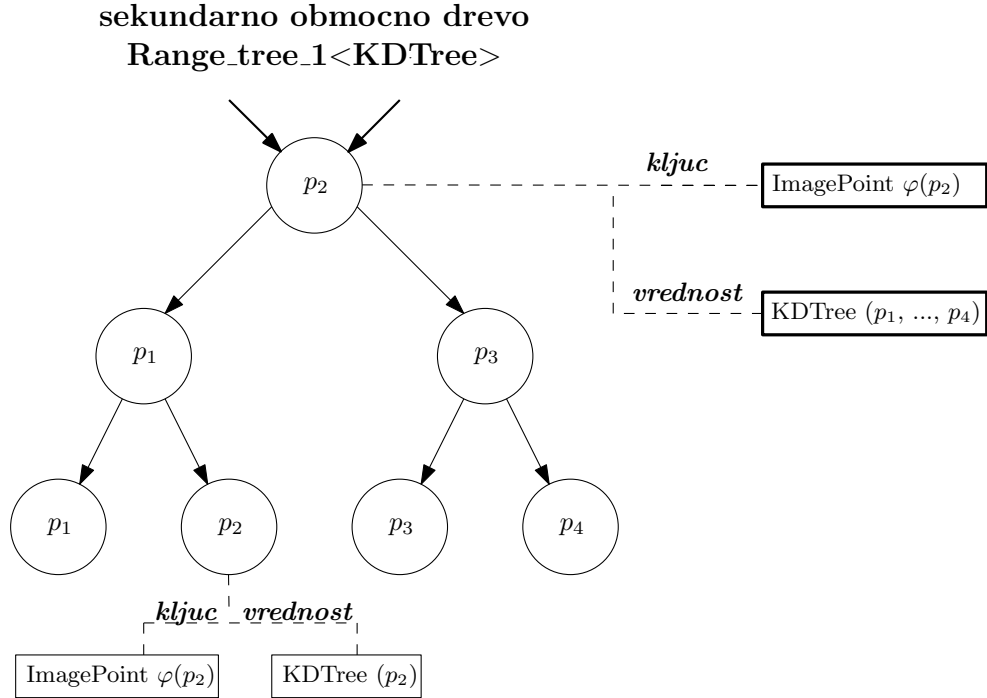 sekundarno obmocno drevo
Range_tree_1<KDTree>
p₂
kljuc
ImagePoint φ(p₂)
vrednost
KDTree (p₁, ..., p₄)
p₁
p₃
p₁
p₂
p₃
p₄
kljuc
vrednost
ImagePoint φ(p₂)
KDTree (p₂)